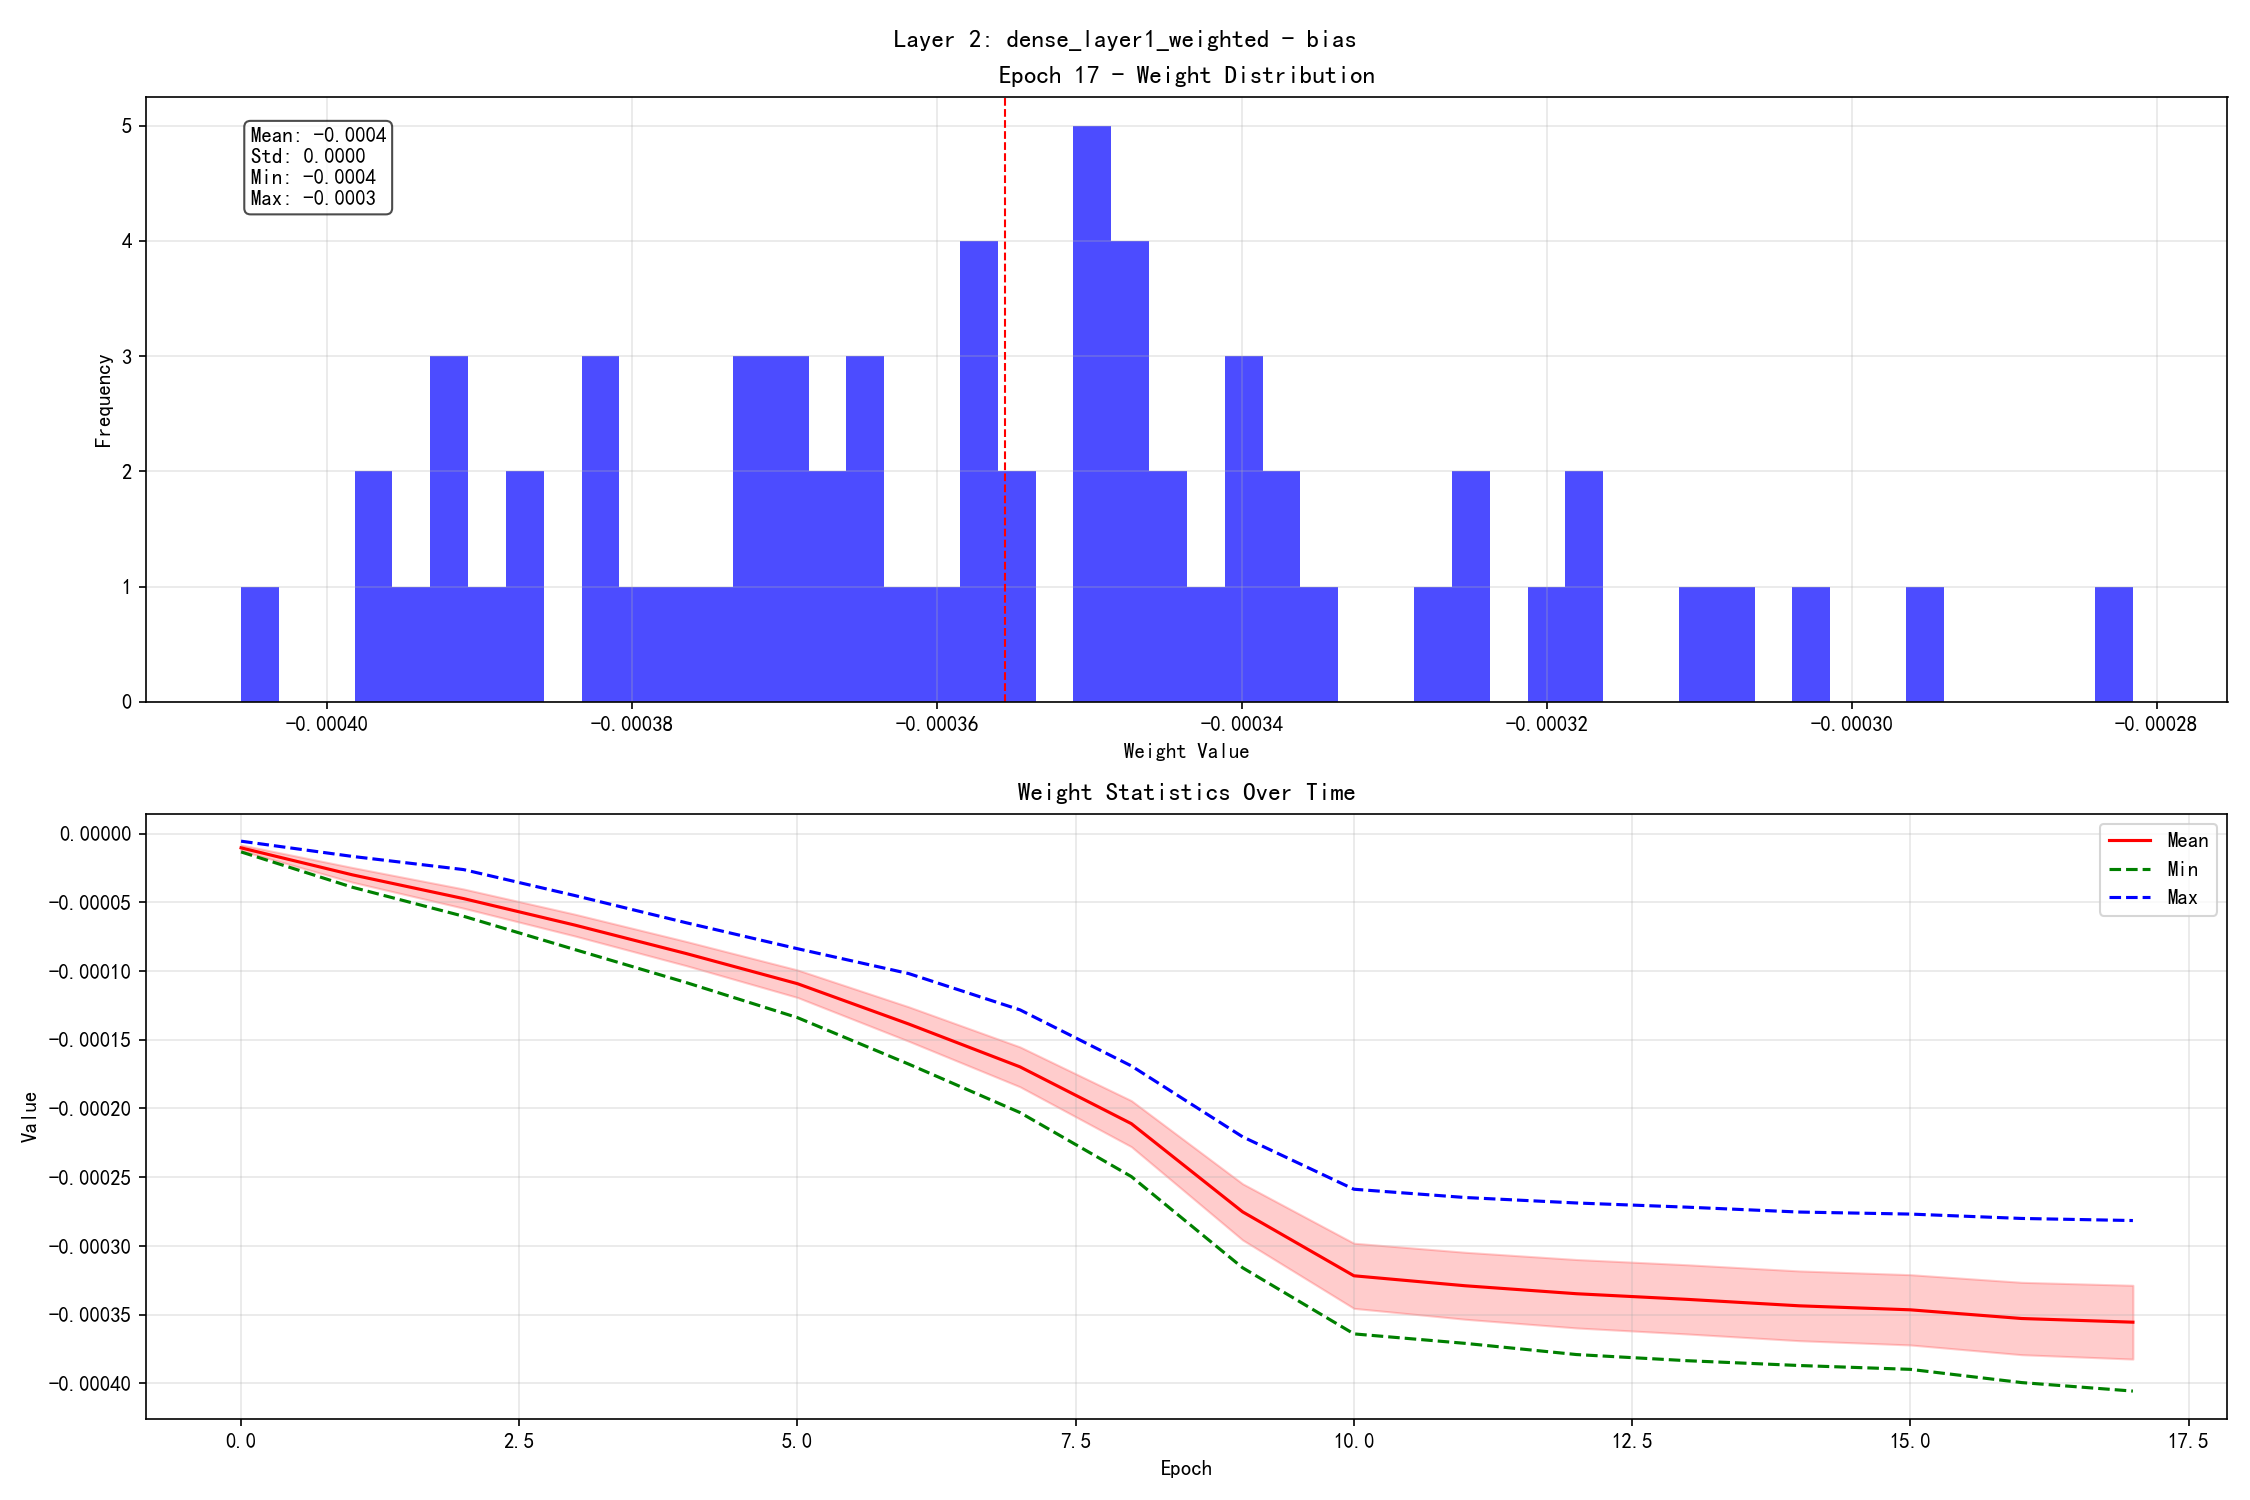 Layer 2: dense_layer1_weighted - bias
Epoch 17 - Weight Distribution
Mean: -0.0004
Std: 0.0000
Min: -0.0004
Max: -0.0003
5
4
3
2
1
0
Frequency
-0.00040 -0.00038 -0.00036 -0.00034 -0.00032 -0.00030 -0.00028
Weight Value
Weight Statistics Over Time
0.00000
-0.00005
-0.00010
-0.00015
-0.00020
-0.00025
-0.00030
-0.00035
-0.00040
Value
Mean
Min
Max
0.0 2.5 5.0 7.5 10.0 12.5 15.0 17.5
Epoch